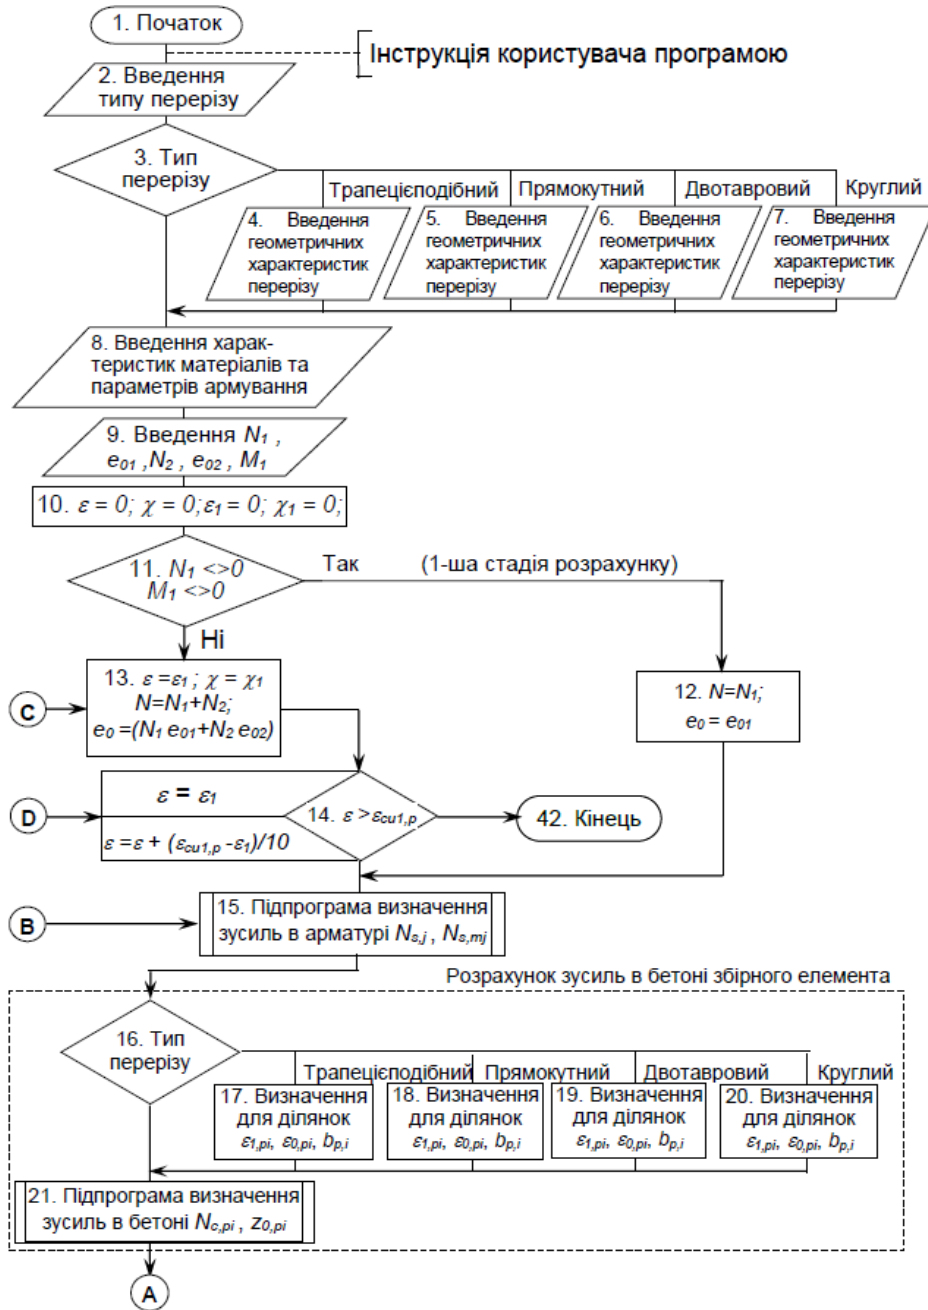 1. Початок
Інструкція користувача програмою
2. Введення
типу перерізу
3. Тип
перерізу
Трапецієподібний
Прямокутний
Двотавровий
Круглий
4. Введення
геометричних
характеристик
перерізу
5. Введення
геометричних
характеристик
перерізу
6. Введення
геометричних
характеристик
перерізу
7. Введення
геометричних
характеристик
перерізу
8. Введення харак-
теристик матеріалів та
параметрів армування
9. Введення N₁ ,
e₀₁ ,N₂ , e₀₂ , M₁
10. ε = 0; χ = 0;ε₁ = 0; χ₁ = 0;
11. N₁ <>0
M₁ <>0
Так (1-ша стадія розрахунку)
Ні
12. N=N₁;
e₀ = e₀₁
C
13. ε =ε₁ ; χ = χ₁
N=N₁+N₂;
e₀ =(N₁ e₀₁+N₂ e₀₂)
D
ε = ε₁
ε =ε + (εcu1,p -ε₁)/10
14. ε >εcu1,p
42. Кінець
B
15. Підпрограма визначення
зусиль в арматурі Ns,j , Ns,mj
Розрахунок зусиль в бетоні збірного елемента
16. Тип
перерізу
Трапецієподібний
Прямокутний
Двотавровий
Круглий
17. Визначення
для ділянок
ε1,pi, ε0,pi, bp,i
18. Визначення
для ділянок
ε1,pi, ε0,pi, bp,i
19. Визначення
для ділянок
ε1,pi, ε0,pi, bp,i
20. Визначення
для ділянок
ε1,pi, ε0,pi, bp,i
21. Підпрограма визначення
зусиль в бетоні Nc,pi , z0,pi
A